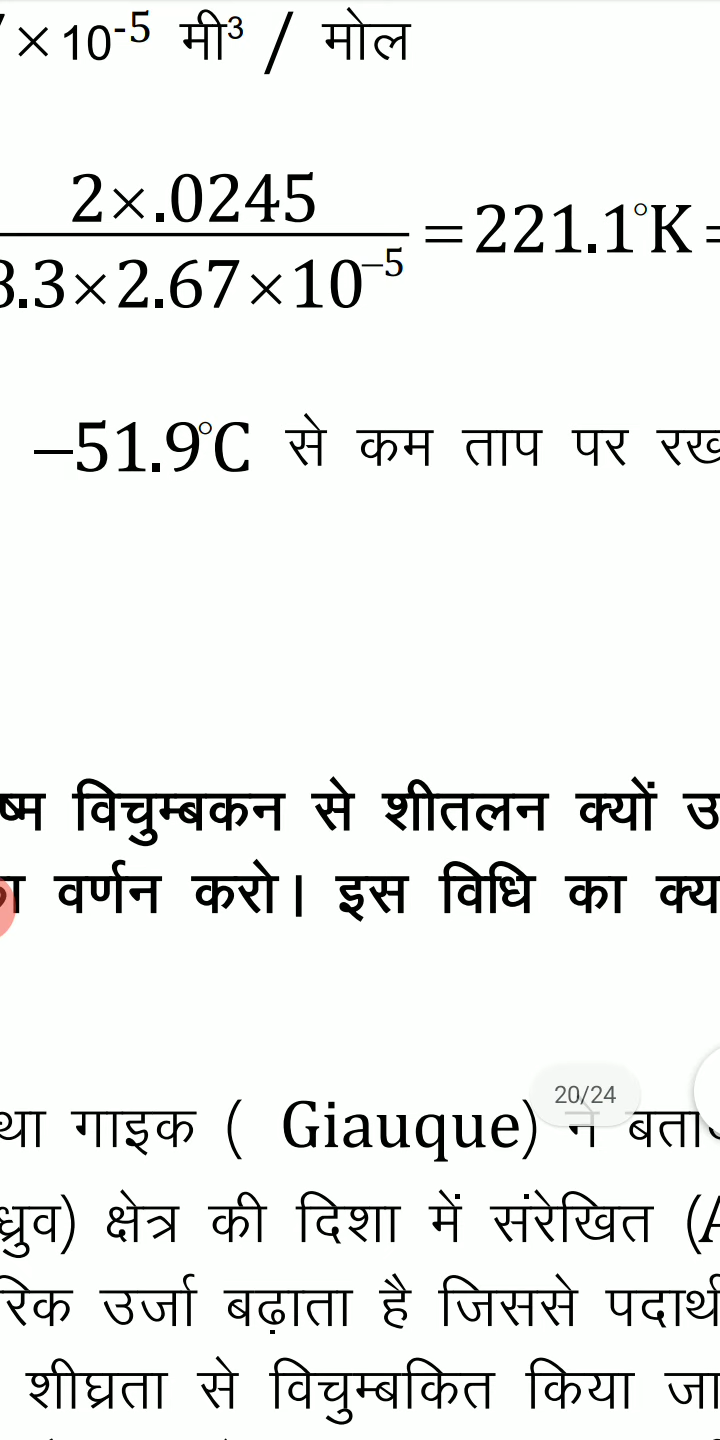 ×10⁻⁵ मी³ / मोल
2×.0245
8.3×2.67×10⁻⁵ =221.1°K =
−51.9°C से कम ताप पर
विचुम्बकन से शीतलन क्यों
वर्णन करो। इस विधि का
20/24
गाइक ( Giauque) ने
क्षेत्र की दिशा में संरेखित (
उर्जा बढ़ाता है जिससे
शीघ्रता से विचुम्बकित किया